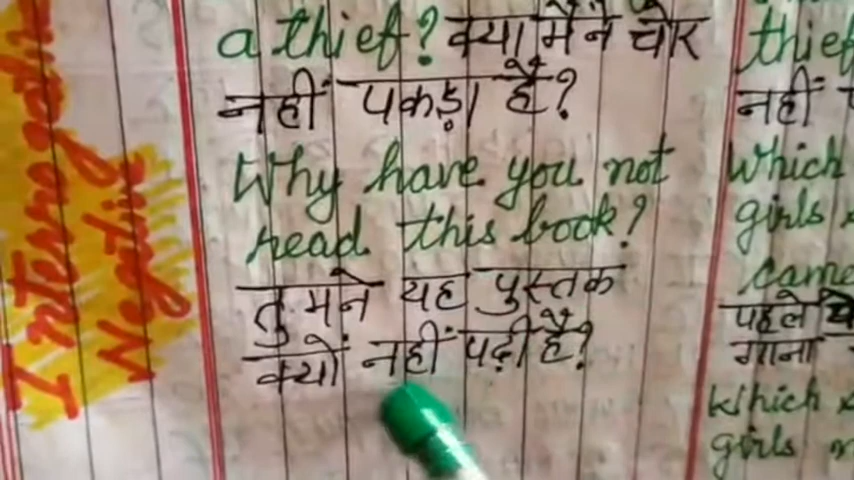 Interrogative
Negative
a thief? क्या मैंने चोर
नहीं पकड़ा है?
Why have you not
read this book?
तुमने यह पुस्तक
क्यों नहीं पढ़ी है?
thief
नहीं
Which
girls
came
पहले
गाना
Which
girls